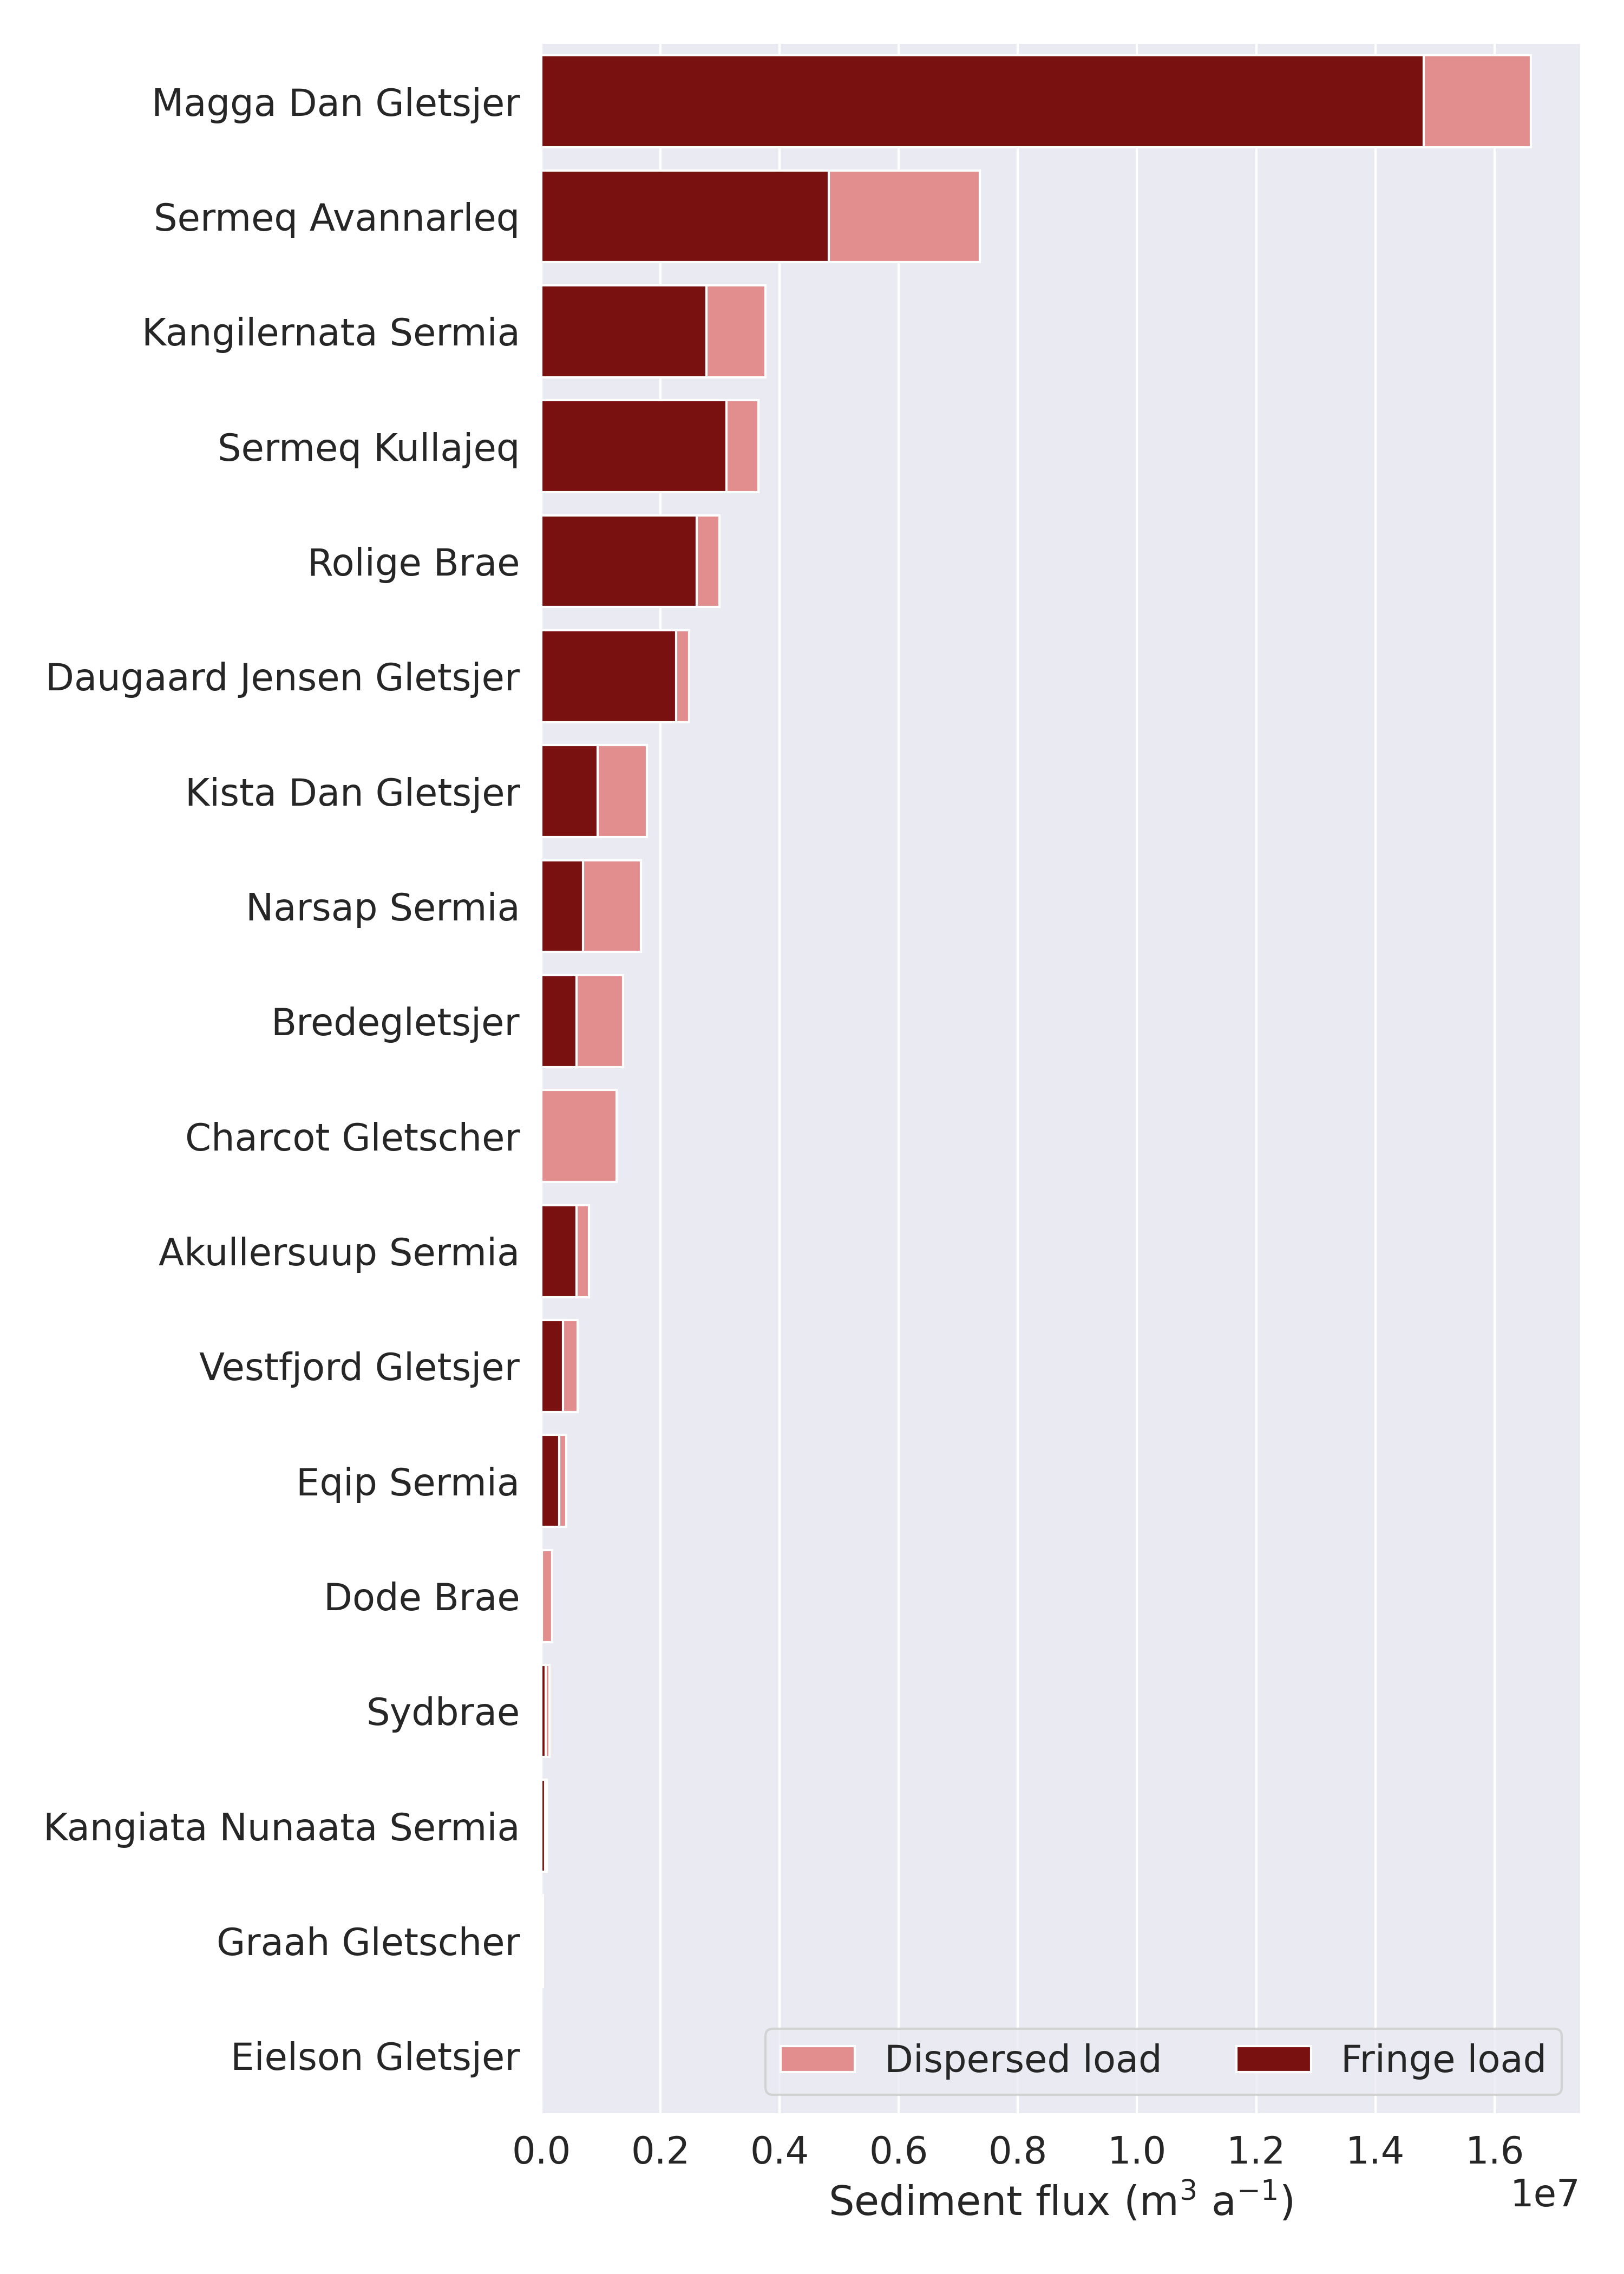 Magga Dan Gletsjer
Sermeq Avannarleq
Kangilernata Sermia
Sermeq Kullajeq
Rolige Brae
Daugaard Jensen Gletsjer
Kista Dan Gletsjer
Narsap Sermia
Bredegletsjer
Charcot Gletscher
Akullersuup Sermia
Vestfjord Gletsjer
Eqip Sermia
Dode Brae
Sydbrae
Kangiata Nunaata Sermia
Graah Gletscher
Eielson Gletsjer
Dispersed load Fringe load
0.0 0.2 0.4 0.6 0.8 1.0 1.2 1.4 1.6
1e7
Sediment flux (m³ a⁻¹)